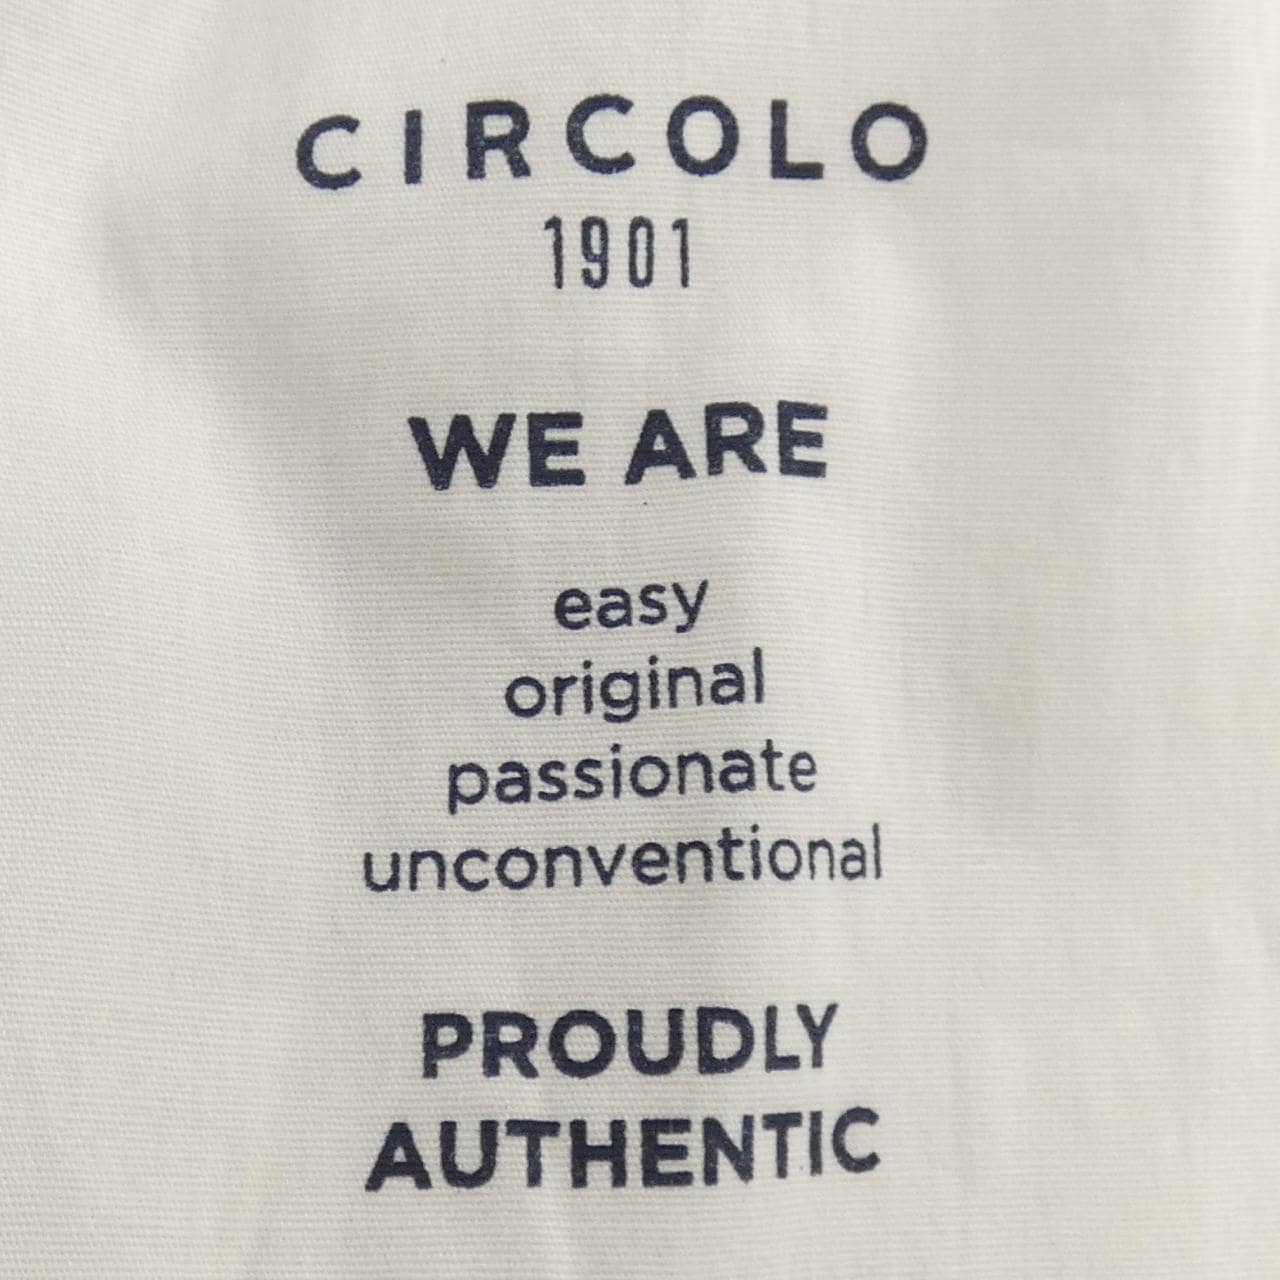 CIRCOLO
1901
WE ARE
easy
original
passionate
unconventional
PROUDLY
AUTHENTIC